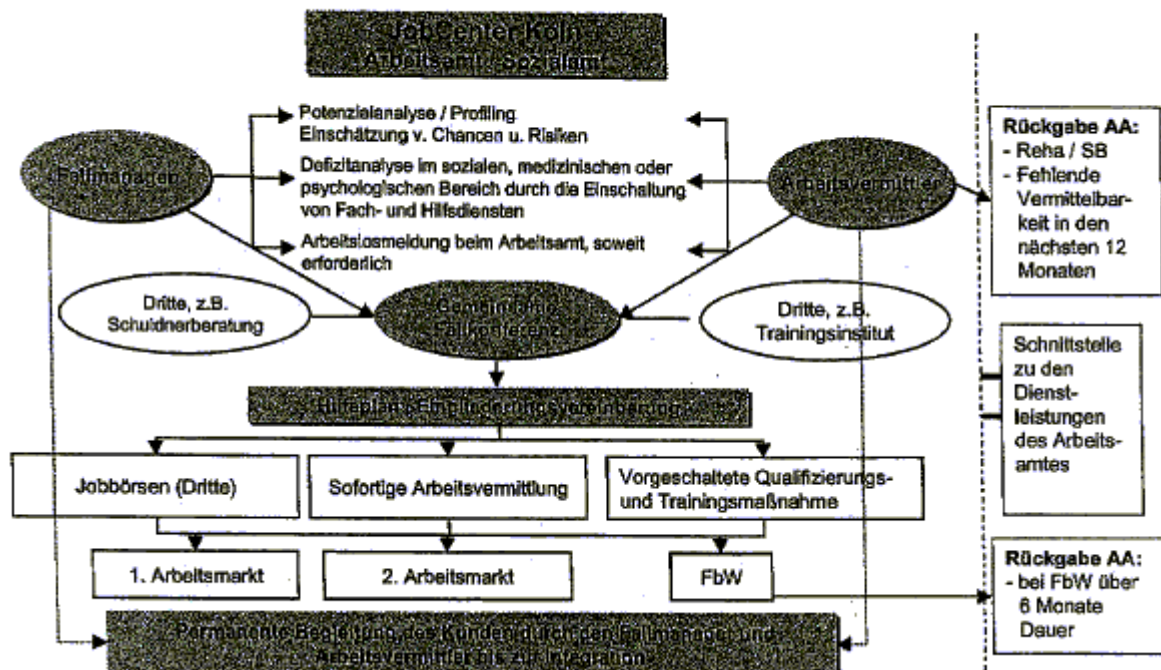 JobCenter Köln
Arbeitsamt / Sozialamt
Potenzialanalyse / Profiling
Einschätzung v. Chancen u. Risiken
Fallmanager
Defizitanalyse im sozialen, medizinischen oder
psychologischen Bereich durch die Einschaltung
von Fach- und Hilfsdiensten
Arbeitsvermittler
Arbeitslosmeldung beim Arbeitsamt, soweit
erforderlich
Rückgabe AA:
- Reha / SB
- Fehlende
Vermittelbar-
keit in den
nächsten 12
Monaten
Dritte, z.B.
Schuldnerberatung
Gemeinsame
Fallkonferenz
Dritte, z.B.
Trainingsinstitut
Schnittstelle
zu den
Dienst-
leistungen
des Arbeits-
amtes
Hilfeplan / Eingliederungsvereinbarung
Jobbörsen (Dritte)
Sofortige Arbeitsvermittlung
Vorgeschaltete Qualifizierungs-
und Trainingsmaßnahme
1. Arbeitsmarkt
2. Arbeitsmarkt
FbW
Rückgabe AA:
- bei FbW über
6 Monate
Dauer
Permanente Begleitung des Kunden durch den Fallmanager und
Arbeitsvermittler bis zur Integration